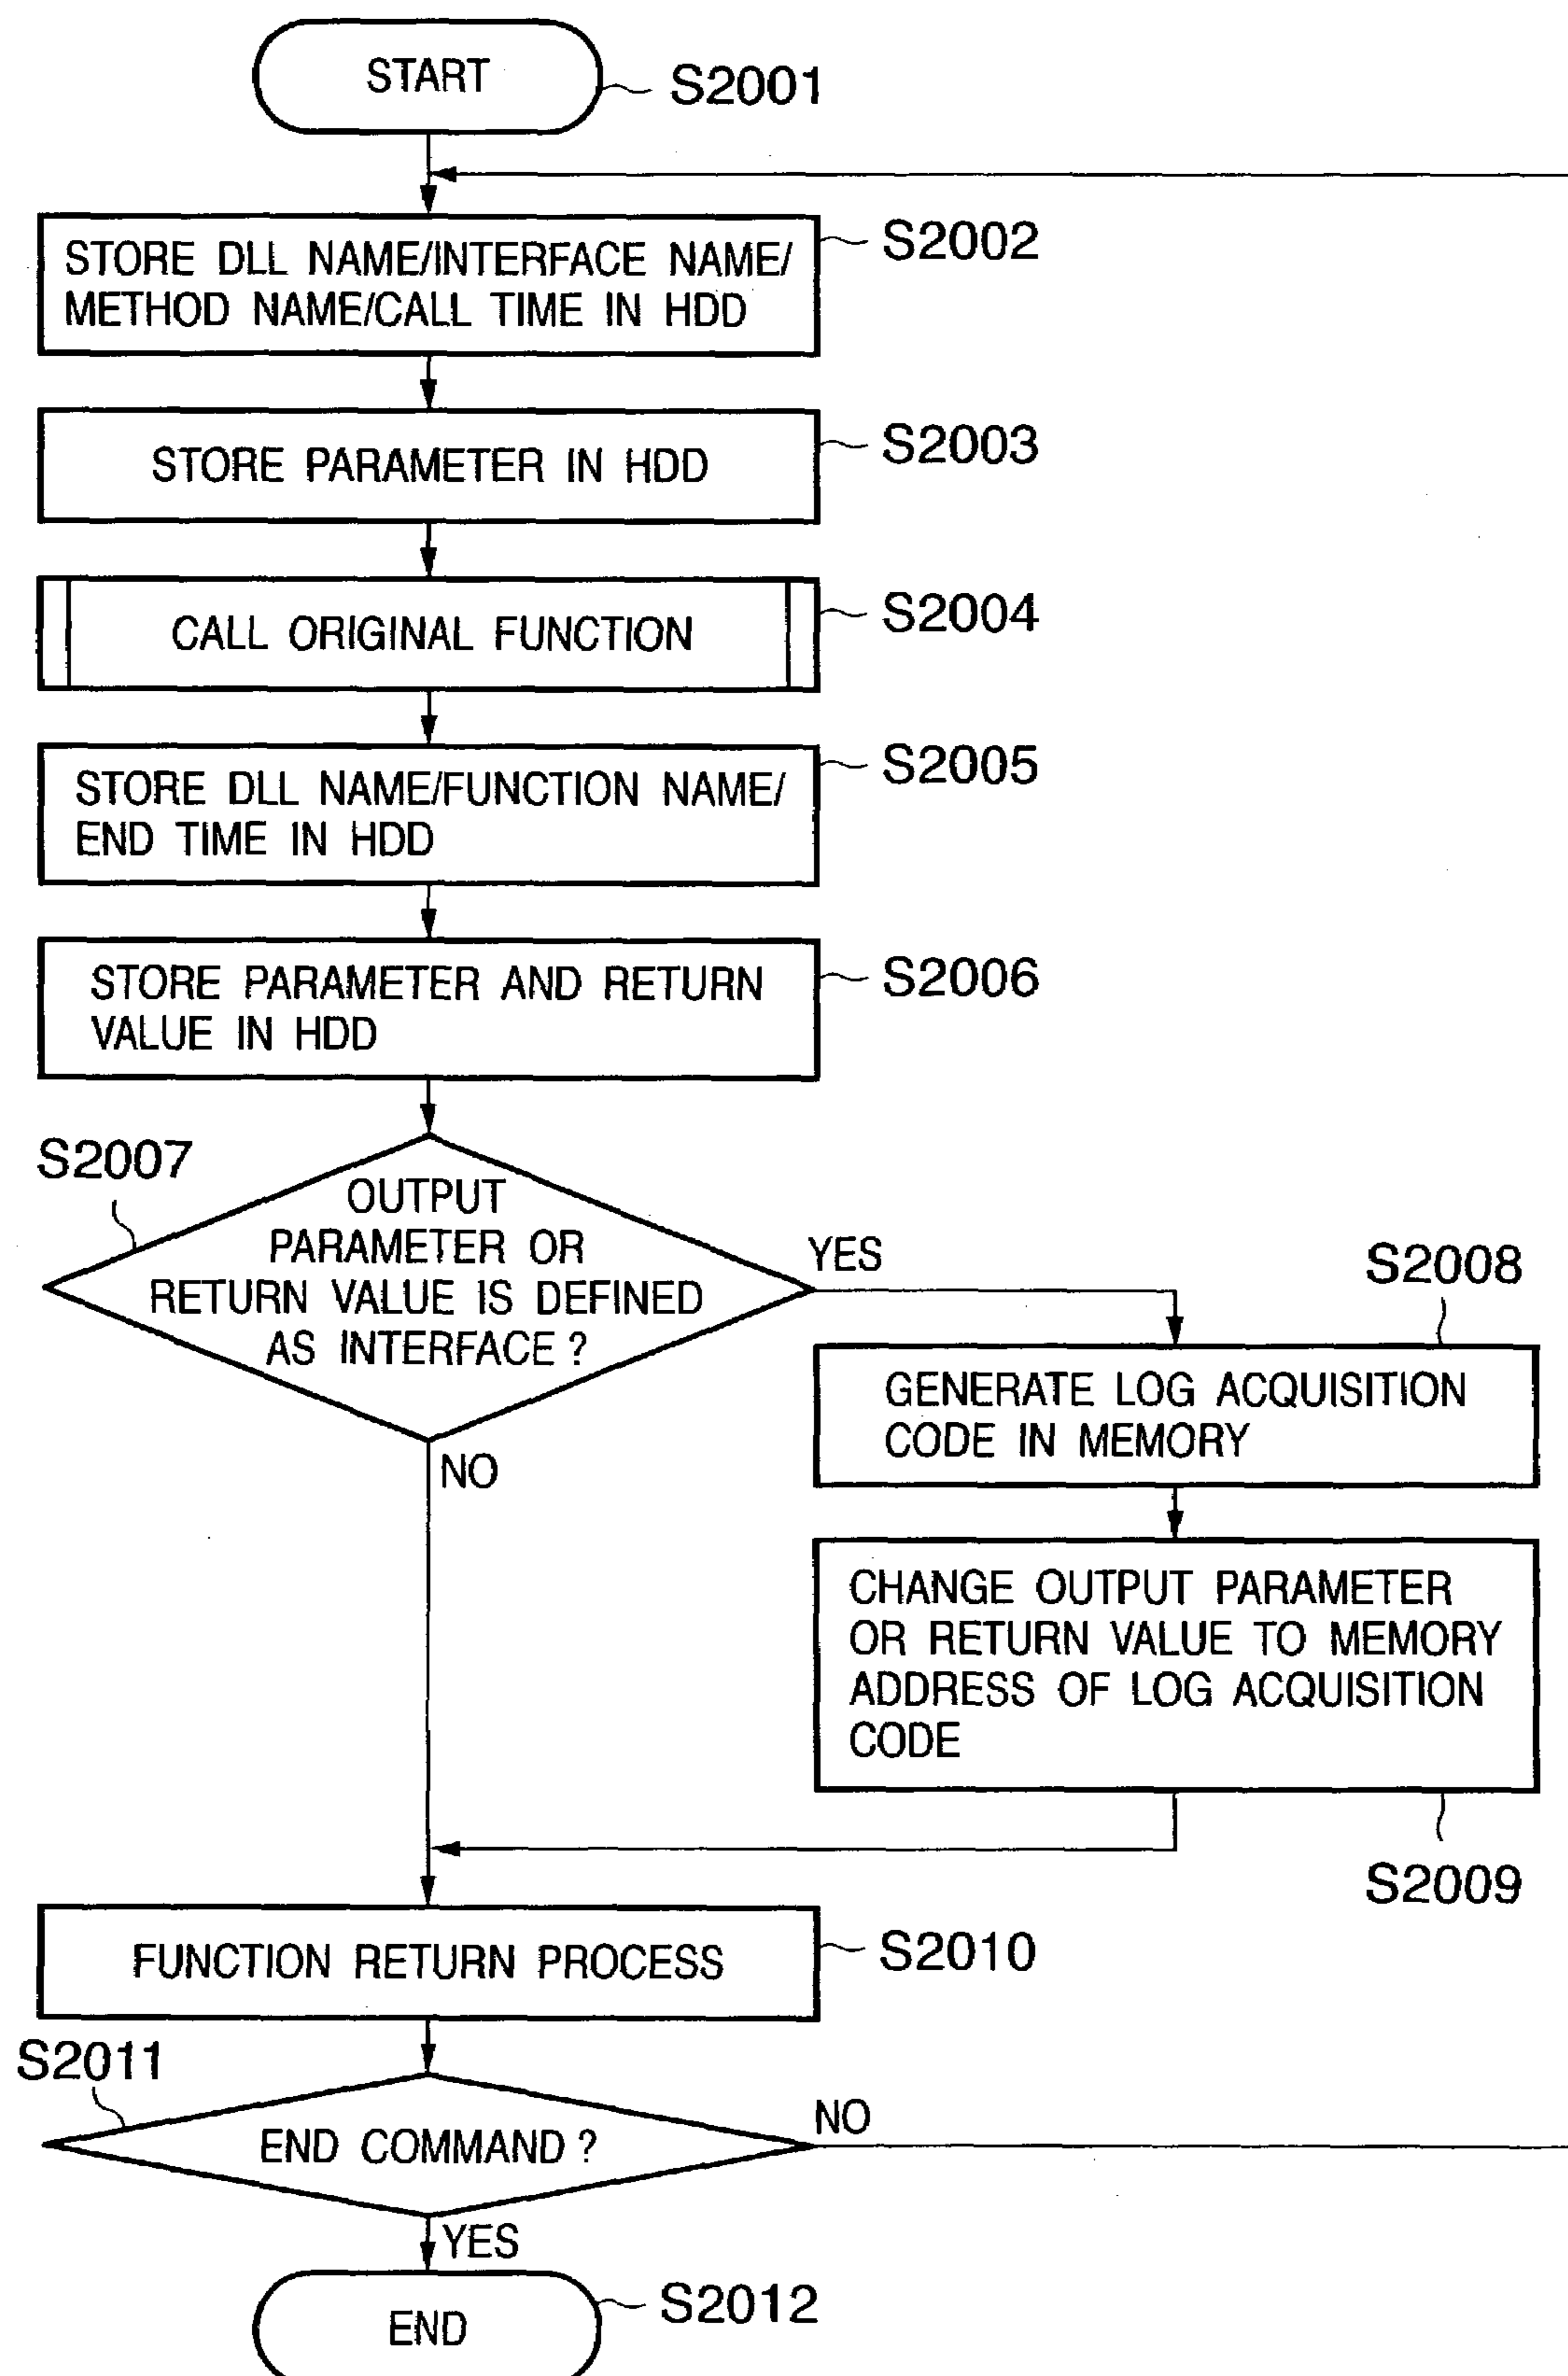 START
S2001
STORE DLL NAME/INTERFACE NAME/
METHOD NAME/CALL TIME IN HDD
S2002
STORE PARAMETER IN HDD
S2003
CALL ORIGINAL FUNCTION
S2004
STORE DLL NAME/FUNCTION NAME/
END TIME IN HDD
S2005
STORE PARAMETER AND RETURN
VALUE IN HDD
S2006
S2007
OUTPUT
PARAMETER OR
RETURN VALUE IS DEFINED
AS INTERFACE ?
YES
NO
S2008
GENERATE LOG ACQUISITION
CODE IN MEMORY
CHANGE OUTPUT PARAMETER
OR RETURN VALUE TO MEMORY
ADDRESS OF LOG ACQUISITION
CODE
S2009
FUNCTION RETURN PROCESS
S2010
S2011
END COMMAND ?
NO
YES
END
S2012